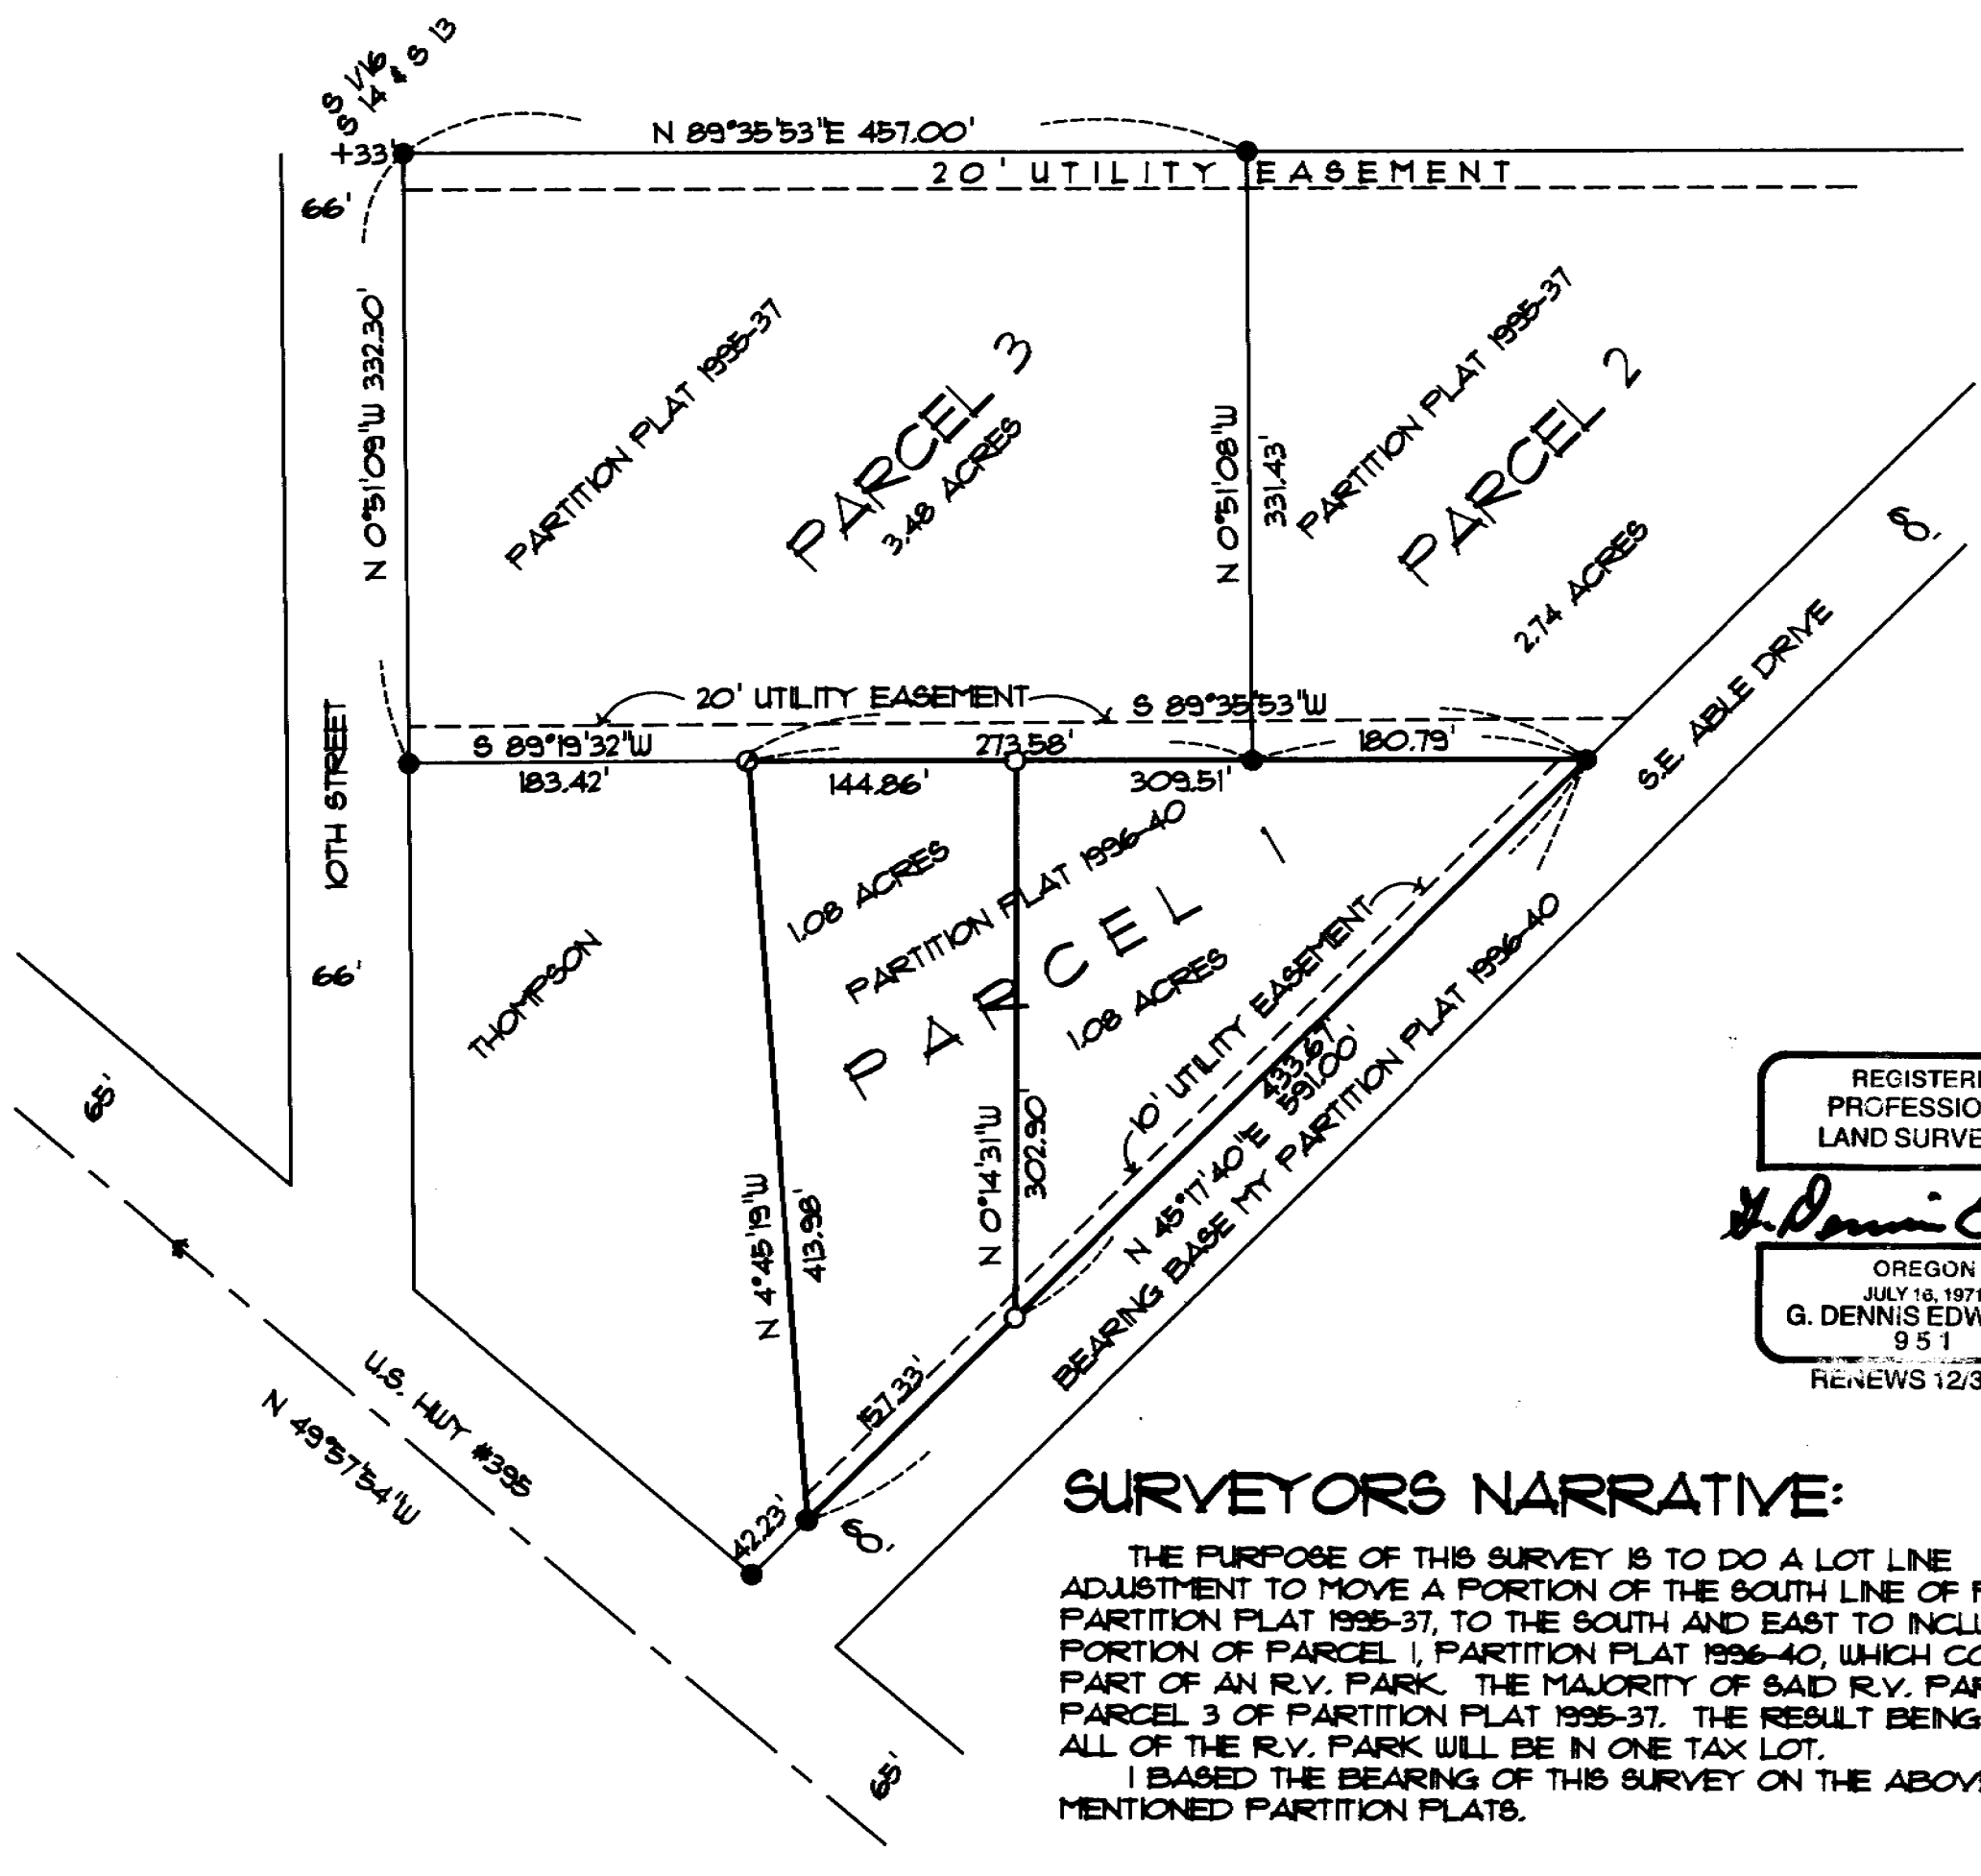 S 1/16
S 14 & S 13
+33'
N 89°35'53"E 457.00'
20' UTILITY EASEMENT
66'
N 0°51'09"W 332.30'
PARTITION PLAT 1995-37
PARCEL 3
3.48 ACRES
N 0°51'08"W
331.43'
PARTITION PLAT 1995-37
PARCEL 2
2.74 ACRES
S.E. ABLE DRIVE
20' UTILITY EASEMENT
S 89°35'53"W
S 89°19'32"W
183.42'
273.58'
180.79'
144.86'
309.51'
10TH STREET
66'
THOMPSON
1.08 ACRES
PARTITION PLAT 1996-40
PARCEL 1
1.08 ACRES
10' UTILITY EASEMENT
433.67'
N 45°17'40"E 591.00'
BEARING BASE MY PARTITION PLAT 1996-40
N 4°45'19"W
413.98'
N 0°14'31"W
302.90'
157.33'
42.23'
65'
U.S. HWY #395
N 49°57'54"W
65'
REGISTER
PROFESSIO
LAND SURVE
OREGON
JULY 16, 1971
G. DENNIS EDW
951
RENEWS 12/3
SURVEYORS NARRATIVE:
THE PURPOSE OF THIS SURVEY IS TO DO A LOT LINE
ADJUSTMENT TO MOVE A PORTION OF THE SOUTH LINE OF
PARTITION PLAT 1995-37, TO THE SOUTH AND EAST TO INCLU
PORTION OF PARCEL 1, PARTITION PLAT 1996-40, WHICH CO
PART OF AN R.V. PARK. THE MAJORITY OF SAID R.V. PAR
PARCEL 3 OF PARTITION PLAT 1995-37. THE RESULT BEING
ALL OF THE R.V. PARK WILL BE IN ONE TAX LOT.
I BASED THE BEARING OF THIS SURVEY ON THE ABOVE
MENTIONED PARTITION PLATS.